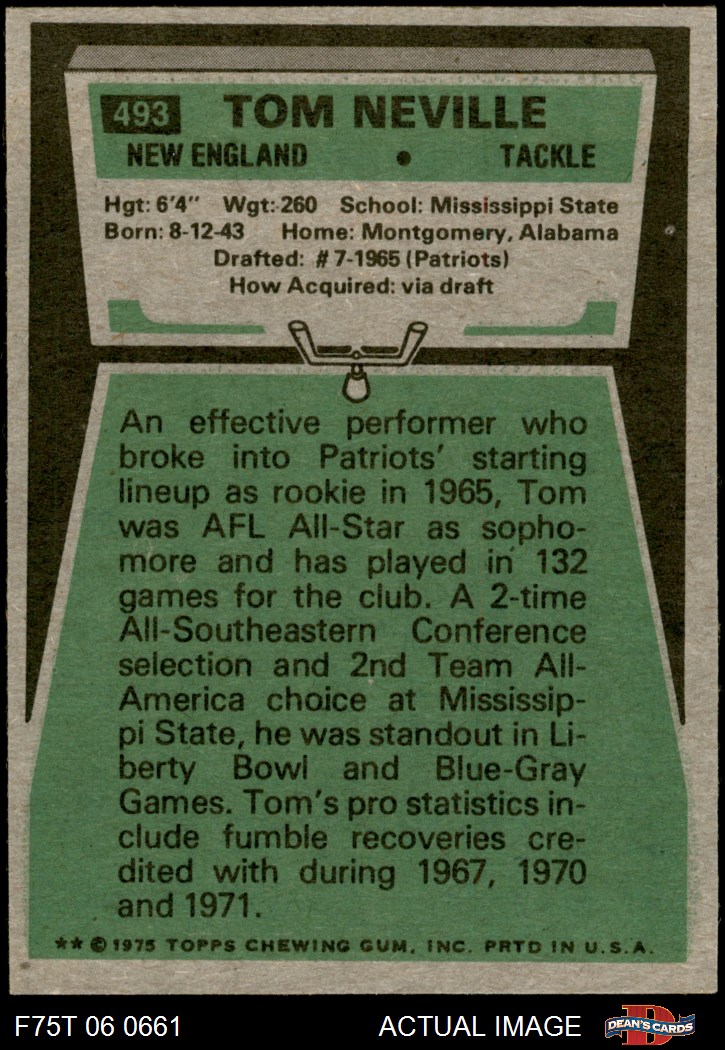 493 TOM NEVILLE
NEW ENGLAND • TACKLE
Hgt: 6'4" Wgt: 260 School: Mississippi State
Born: 8-12-43 Home: Montgomery, Alabama
Drafted: #7-1965 (Patriots)
How Acquired: via draft
An effective performer who
broke into Patriots' starting
lineup as rookie in 1965, Tom
was AFL All-Star as sopho-
more and has played in 132
games for the club. A 2-time
All-Southeastern Conference
selection and 2nd Team All-
America choice at Mississip-
pi State, he was standout in Li-
berty Bowl and Blue-Gray
Games. Tom's pro statistics in-
clude fumble recoveries cre-
dited with during 1967, 1970
and 1971.
** © 1975 TOPPS CHEWING GUM, INC. PRTD IN U.S.A.
F75T 06 0661 ACTUAL IMAGE D DEAN'S CARDS